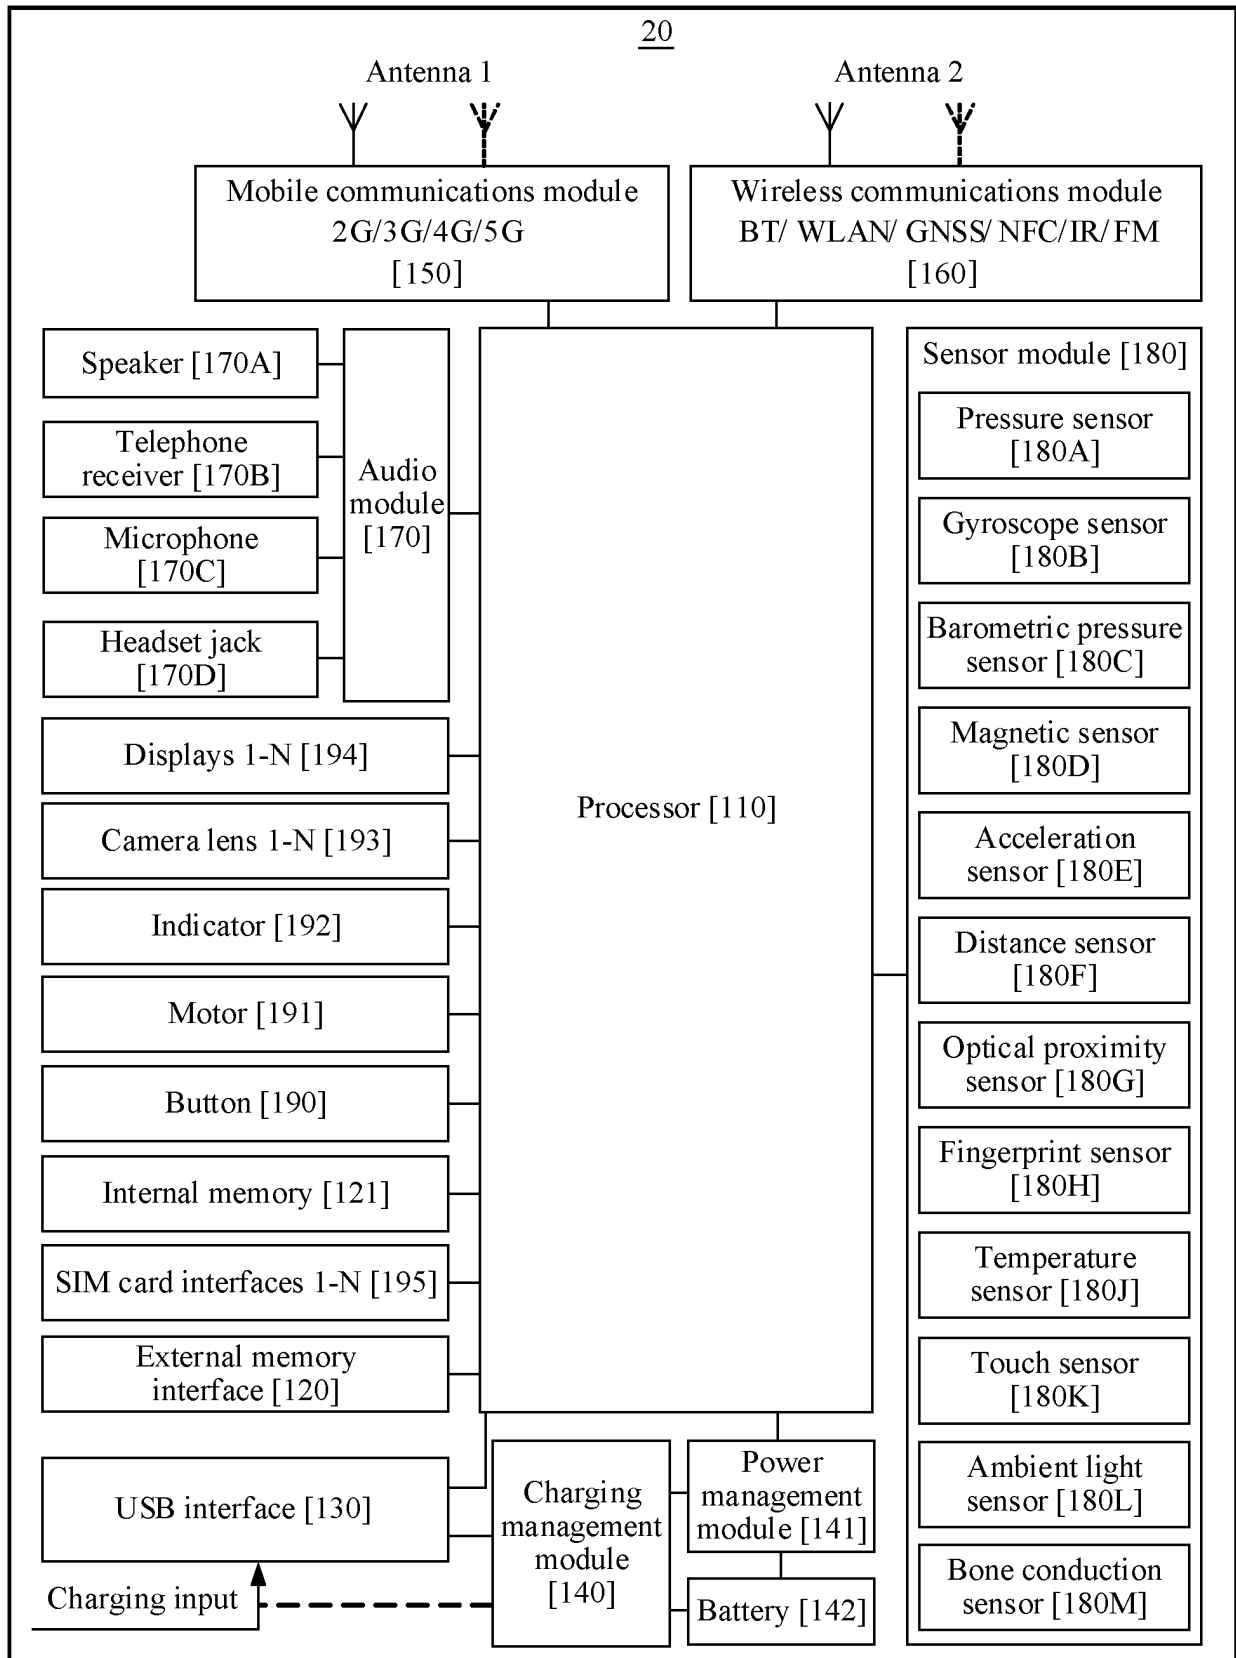 20
Antenna 1
Antenna 2
Mobile communications module
2G/3G/4G/5G
[150]
Wireless communications module
BT/ WLAN/ GNSS/ NFC/IR/ FM
[160]
Speaker [170A]
Telephone
receiver [170B]
Microphone
[170C]
Headset jack
[170D]
Audio
module
[170]
Displays 1-N [194]
Camera lens 1-N [193]
Indicator [192]
Motor [191]
Button [190]
Internal memory [121]
SIM card interfaces 1-N [195]
External memory
interface [120]
USB interface [130]
Charging input
Processor [110]
Charging
management
module
[140]
Power
management
module [141]
Battery [142]
Sensor module [180]
Pressure sensor
[180A]
Gyroscope sensor
[180B]
Barometric pressure
sensor [180C]
Magnetic sensor
[180D]
Acceleration
sensor [180E]
Distance sensor
[180F]
Optical proximity
sensor [180G]
Fingerprint sensor
[180H]
Temperature
sensor [180J]
Touch sensor
[180K]
Ambient light
sensor [180L]
Bone conduction
sensor [180M]